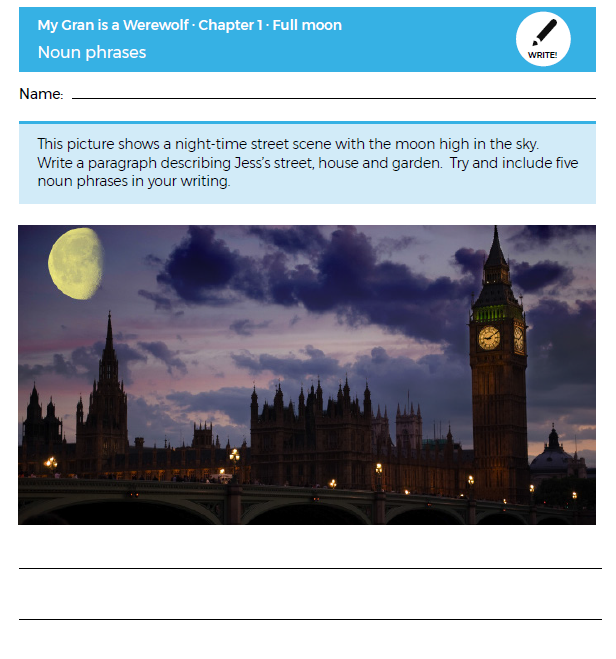 My Gran is a Werewolf · Chapter 1 · Full moon
Noun phrases
WRITE!
Name:
This picture shows a night-time street scene with the moon high in the sky.
Write a paragraph describing Jess's street, house and garden.  Try and include five
noun phrases in your writing.